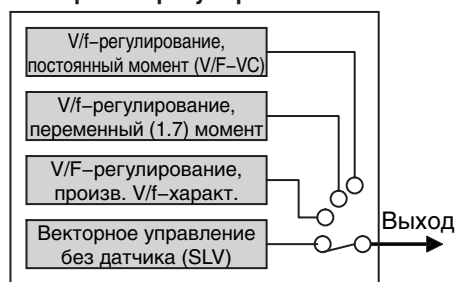 V/f–регулирование,
постоянный момент (V/F–VC)
V/f–регулирование,
переменный (1.7) момент
V/F–регулирование,
произв. V/f–характ.
Векторное управление
без датчика (SLV)
Выход